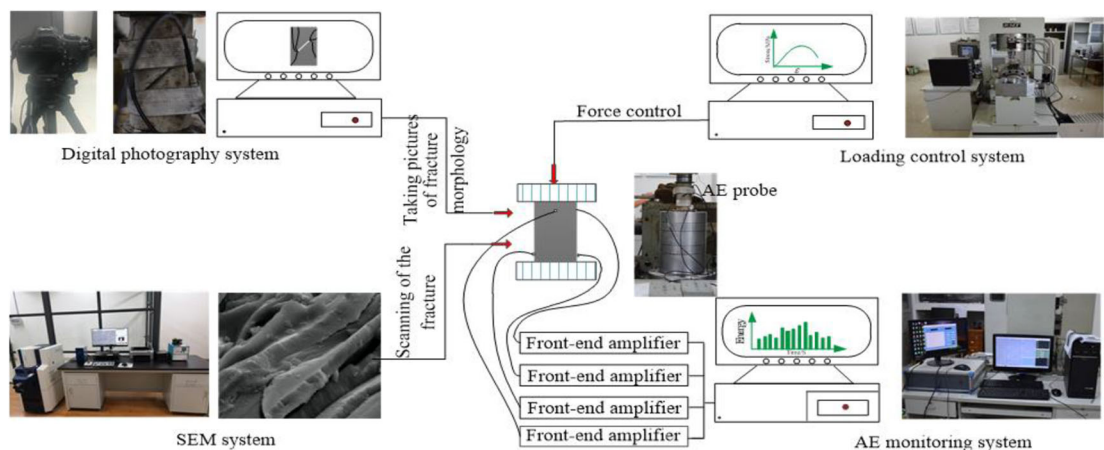 Digital photography system
Force control
Loading control system
Taking pictures
of fracture
morphology
AE probe
Scanning of the
fracture
Energy
Time/S
Front-end amplifier
Front-end amplifier
Front-end amplifier
Front-end amplifier
SEM system
AE monitoring system